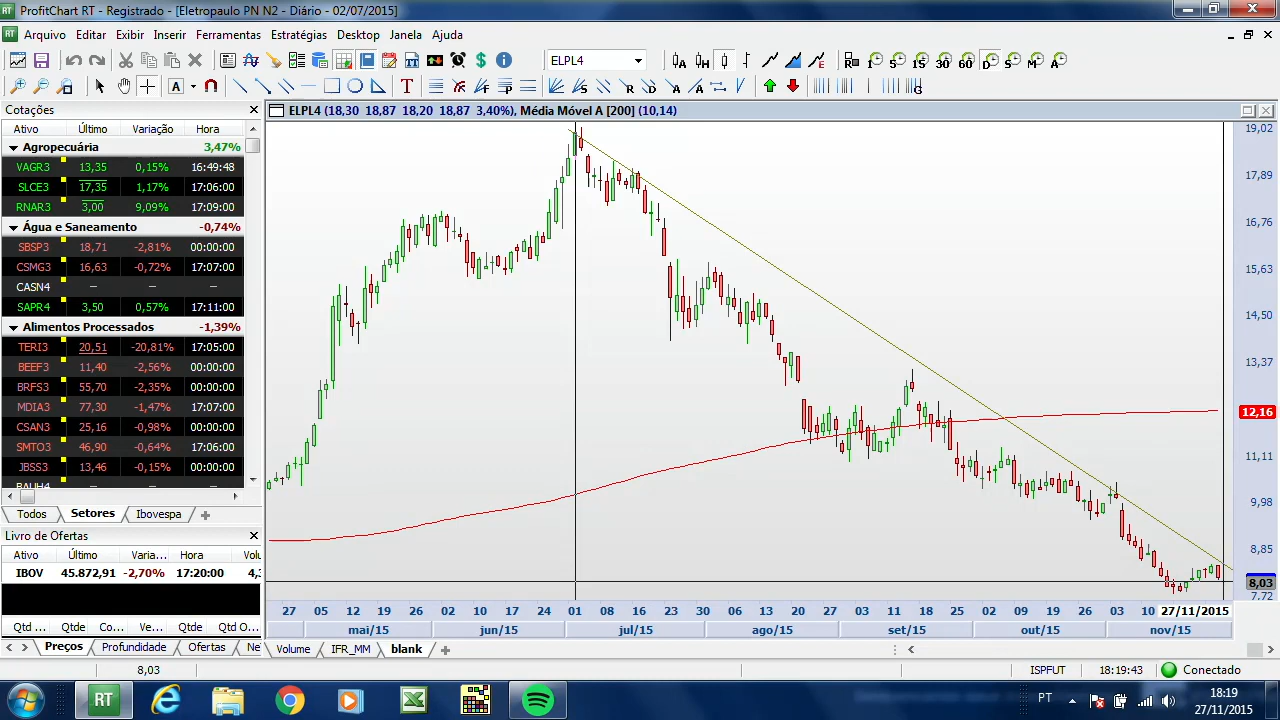 ProfitChart RT - Registrado - [Eletropaulo PN N2 - Diário - 02/07/2015]
Arquivo Editar Exibir Inserir Ferramentas Estratégias Desktop Janela Ajuda
ELPL4
Cotações
Ativo Último Variação Hora
Agropecuária 3,47%
VAGR3 13,35 0,15% 16:49:48
SLCE3 17,35 1,17% 17:06:00
RNAR3 3,00 9,09% 17:09:00
Água e Saneamento -0,74%
SBSP3 18,71 -2,81% 00:00:00
CSMG3 16,63 -0,72% 17:07:00
CASN4 – – –
SAPR4 3,50 0,57% 17:11:00
Alimentos Processados -1,39%
TERI3 20,51 -20,81% 17:05:00
BEEF3 11,40 -2,56% 00:00:00
BRFS3 55,70 -2,35% 00:00:00
MDIA3 77,30 -1,47% 17:07:00
CSAN3 25,16 -0,98% 00:00:00
SMTO3 46,90 -0,64% 17:06:00
JBSS3 13,46 -0,15% 00:00:00
Todos Setores Ibovespa
Livro de Ofertas
Ativo Último Varia... Hora Volu
IBOV 45.872,91 -2,70% 17:20:00 4,
Qtd ... Qtde Co... Ve... Qtde Qtd O...
Preços Profundidade Ofertas Ne
ELPL4 (18,30 18,87 18,20 18,87 3,40%), Média Móvel A [200] (10,14)
19,02
17,89
16,76
15,63
14,50
13,37
12,16
11,11
9,98
8,85
8,03
7,72
27 05 12 19 26 02 10 17 24 01 08 16 23 30 06 13 20 27 03 11 18 25 02 09 19 26 03 10 27/11/2015
mai/15 jun/15 jul/15 ago/15 set/15 out/15 nov/15
Volume IFR_MM blank
8,03 ISPFUT 18:19:43 Conectado
RT PT 18:19
27/11/2015